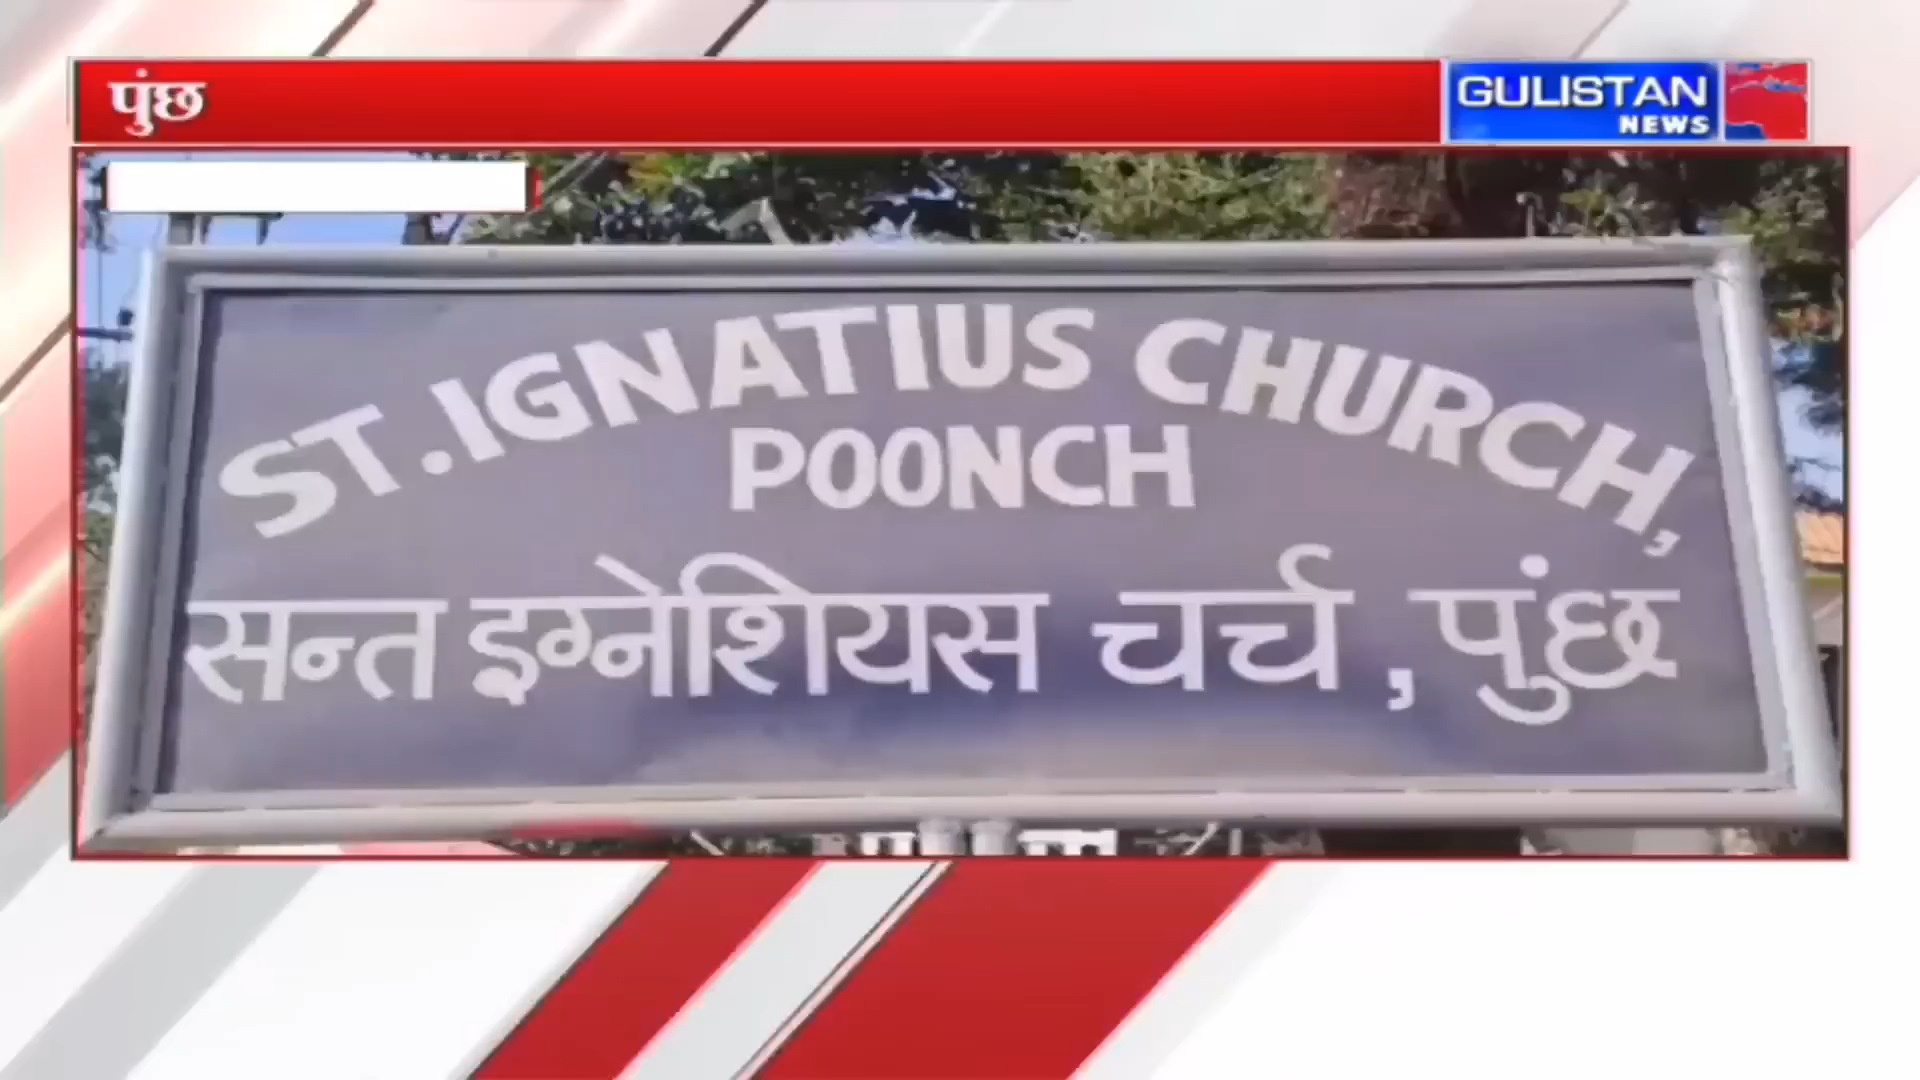 पुंछ
GULISTAN
NEWS
ST. IGNATIUS CHURCH,
POONCH
सन्त इग्नेशियस चर्च, पुंछ